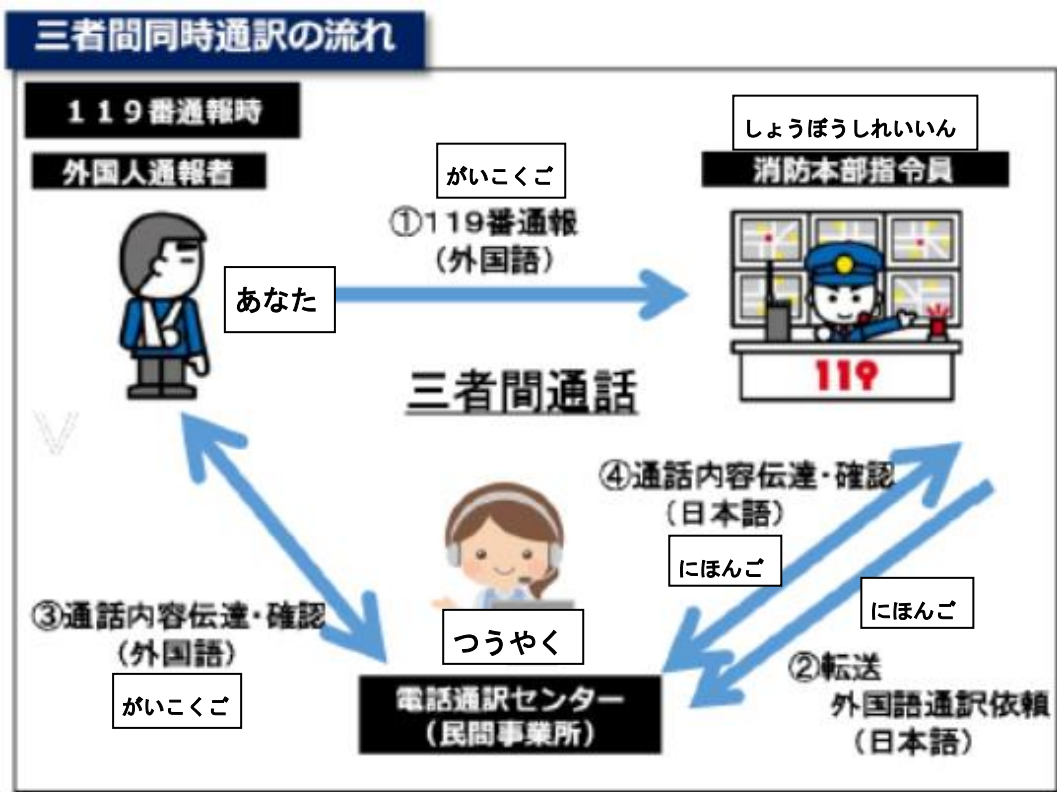 三者間同時通訳の流れ
119番通報時
外国人通報者
しょうぼうしれいいん
消防本部指令員
がいこくご
①119番通報
(外国語)
あなた
119
三者間通話
④通話内容伝達・確認
(日本語)
にほんご
にほんご
③通話内容伝達・確認
(外国語)
がいこくご
つうやく
電話通訳センター
(民間事業所)
②転送
外国語通訳依頼
(日本語)